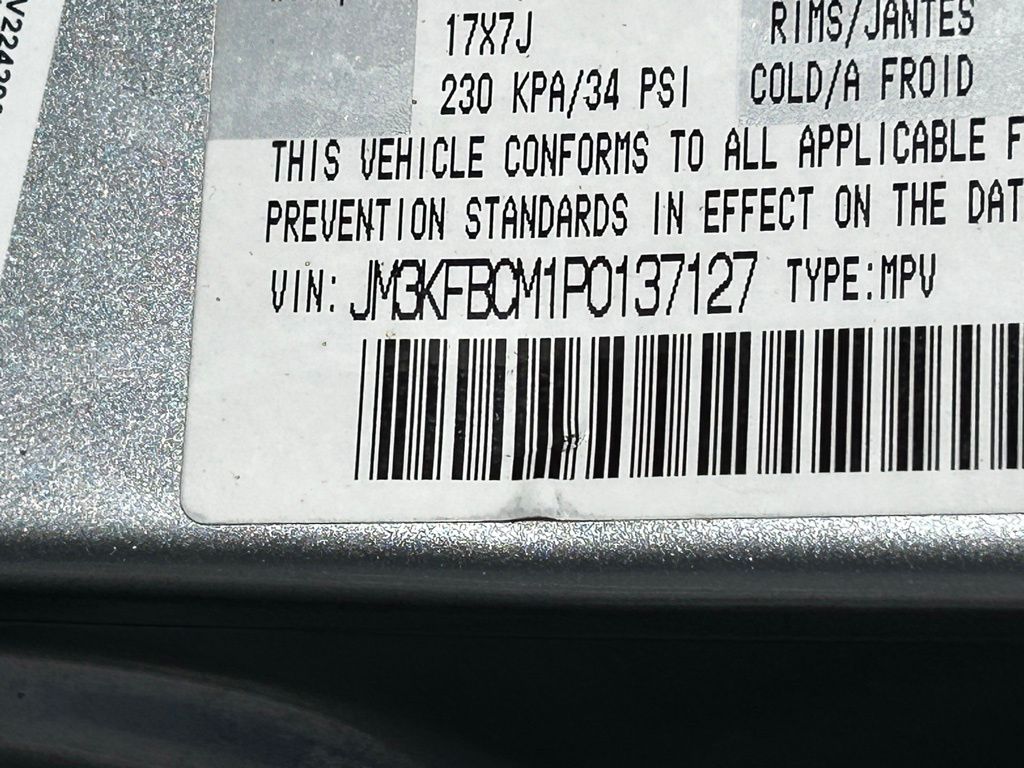 17X7J RIMS/JANTES
230 KPA/34 PSI COLD/A FROID
THIS VEHICLE CONFORMS TO ALL APPLICABLE F
PREVENTION STANDARDS IN EFFECT ON THE DAT
VIN: JM3KFBCM1P0137127 TYPE:MPV